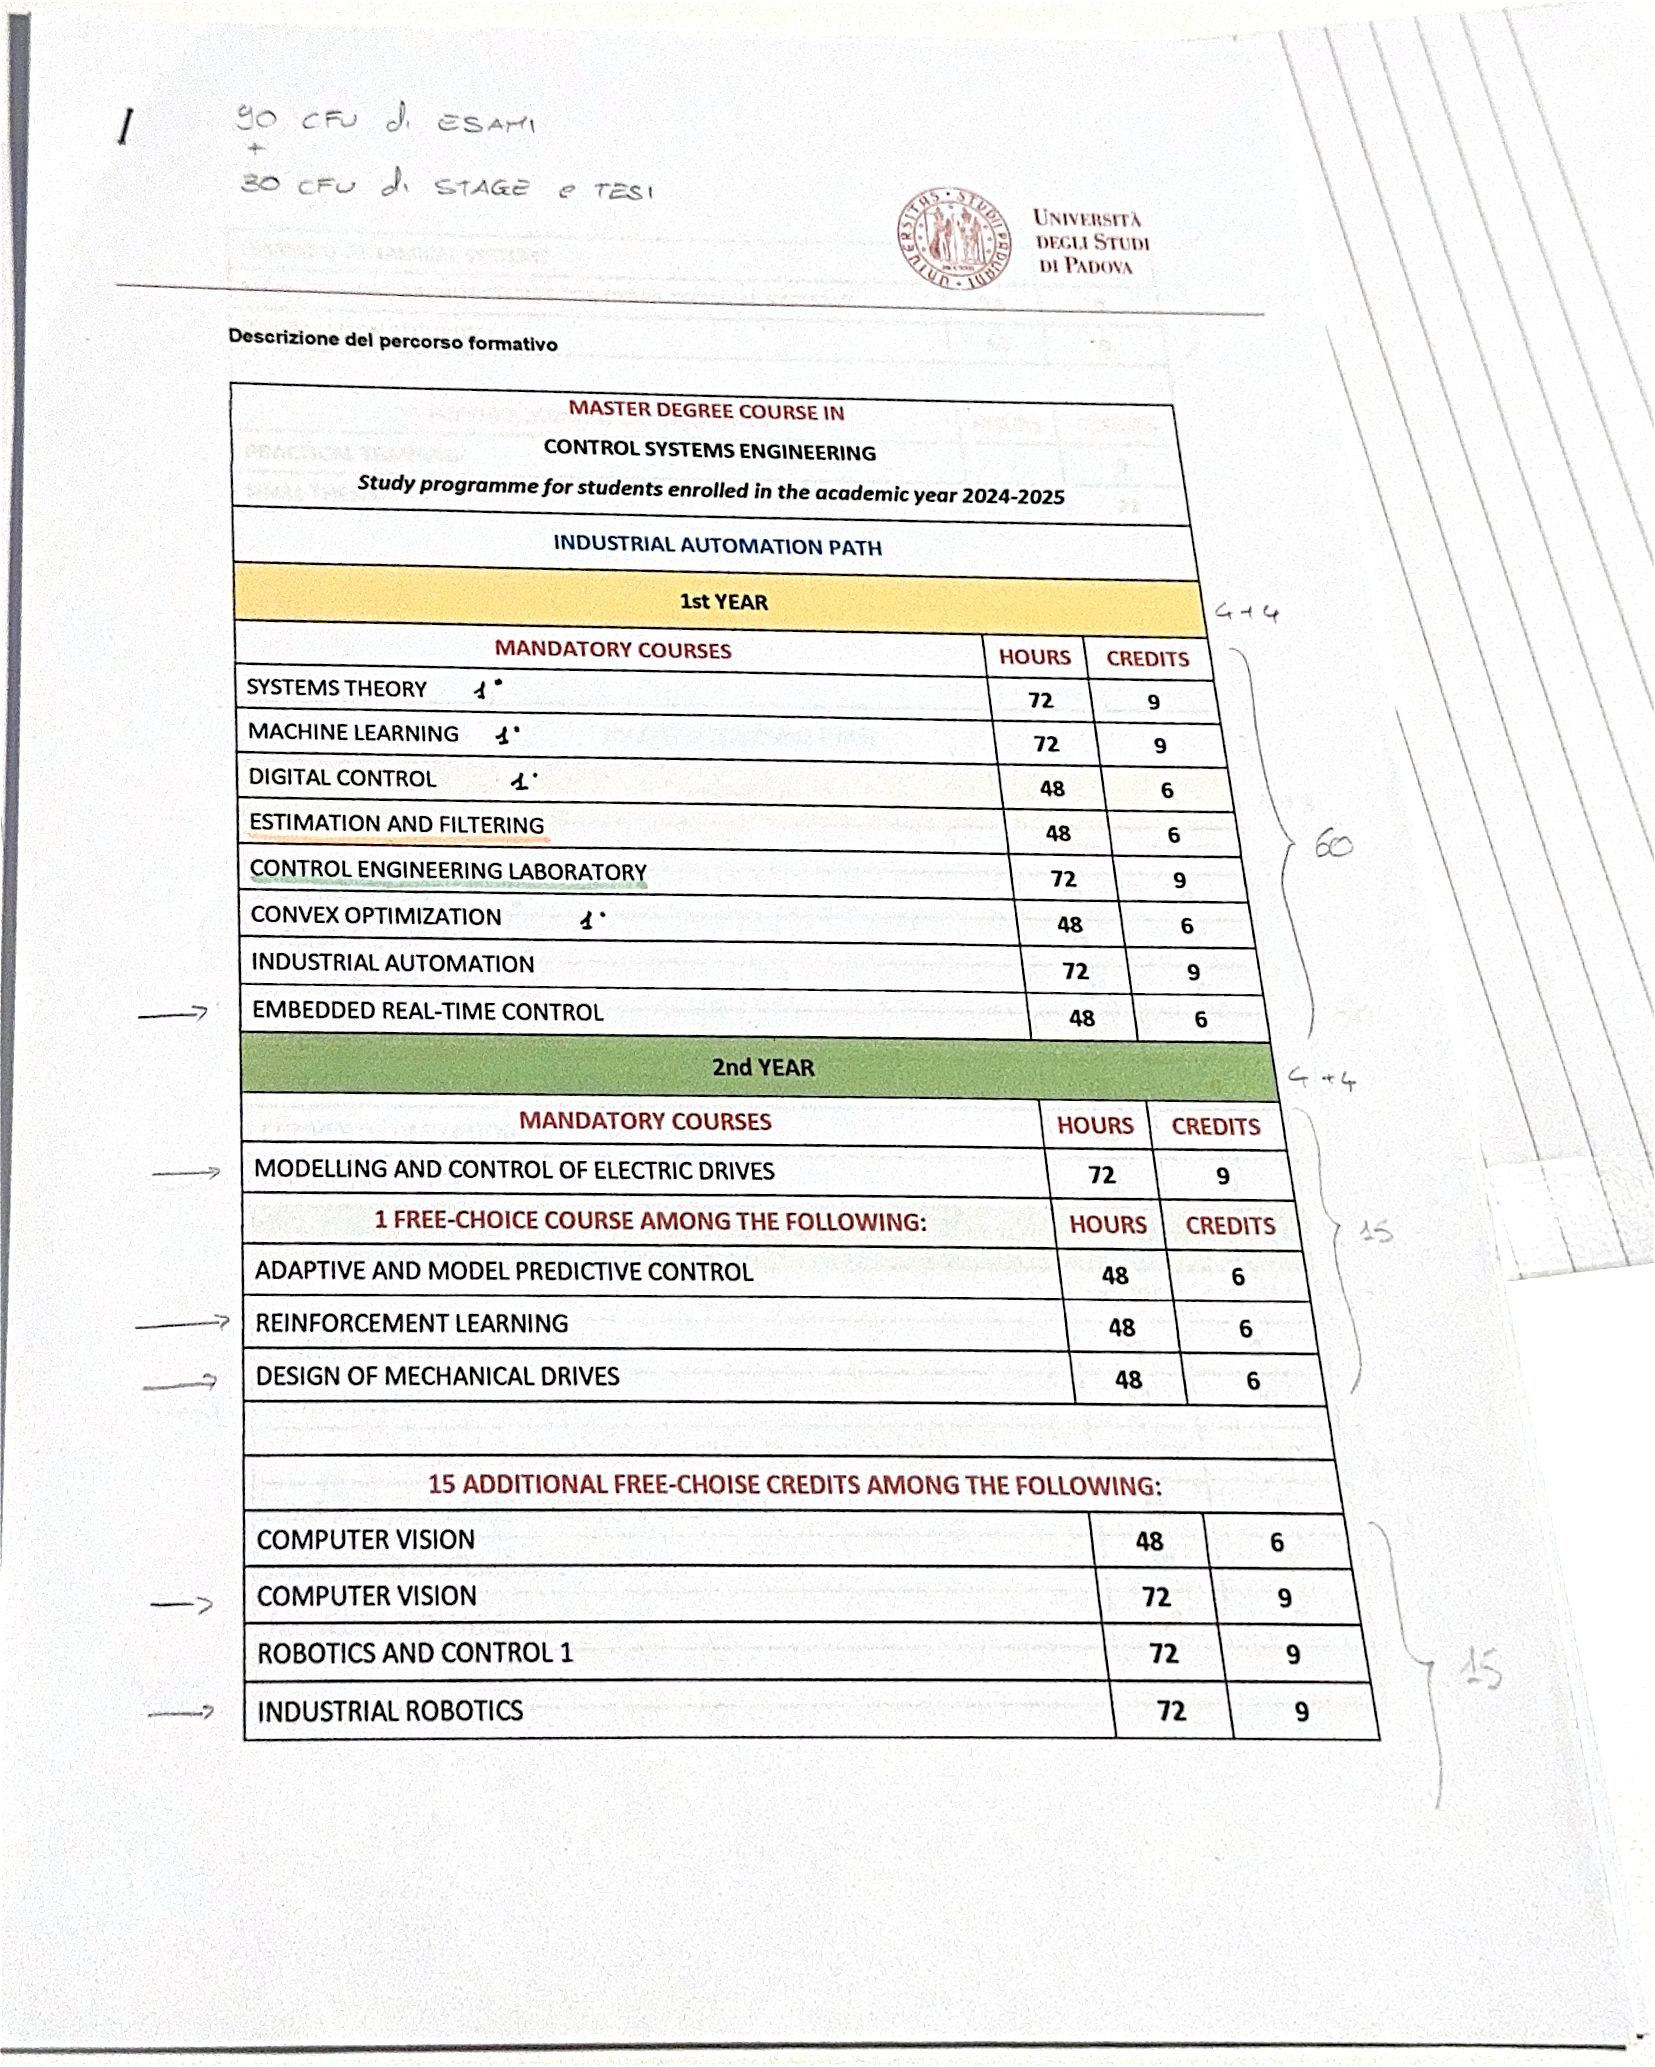 90 CFU di ESAMI
+
30 CFU di STAGE e TESI
UNIVERSITÀ
DEGLI STUDI
DI PADOVA
Descrizione del percorso formativo
MASTER DEGREE COURSE IN
CONTROL SYSTEMS ENGINEERING
Study programme for students enrolled in the academic year 2024-2025
INDUSTRIAL AUTOMATION PATH
1st YEAR
4+4
MANDATORY COURSES HOURS CREDITS
SYSTEMS THEORY 1° 72 9
MACHINE LEARNING 1° 72 9
DIGITAL CONTROL 1° 48 6
ESTIMATION AND FILTERING 48 6
60
CONTROL ENGINEERING LABORATORY 72 9
CONVEX OPTIMIZATION 1° 48 6
INDUSTRIAL AUTOMATION 72 9
→ EMBEDDED REAL-TIME CONTROL 48 6
2nd YEAR
4+4
MANDATORY COURSES HOURS CREDITS
→ MODELLING AND CONTROL OF ELECTRIC DRIVES 72 9
1 FREE-CHOICE COURSE AMONG THE FOLLOWING: HOURS CREDITS
15
ADAPTIVE AND MODEL PREDICTIVE CONTROL 48 6
→ REINFORCEMENT LEARNING 48 6
→ DESIGN OF MECHANICAL DRIVES 48 6
15 ADDITIONAL FREE-CHOISE CREDITS AMONG THE FOLLOWING:
COMPUTER VISION 48 6
→ COMPUTER VISION 72 9
ROBOTICS AND CONTROL 1 72 9
15
→ INDUSTRIAL ROBOTICS 72 9